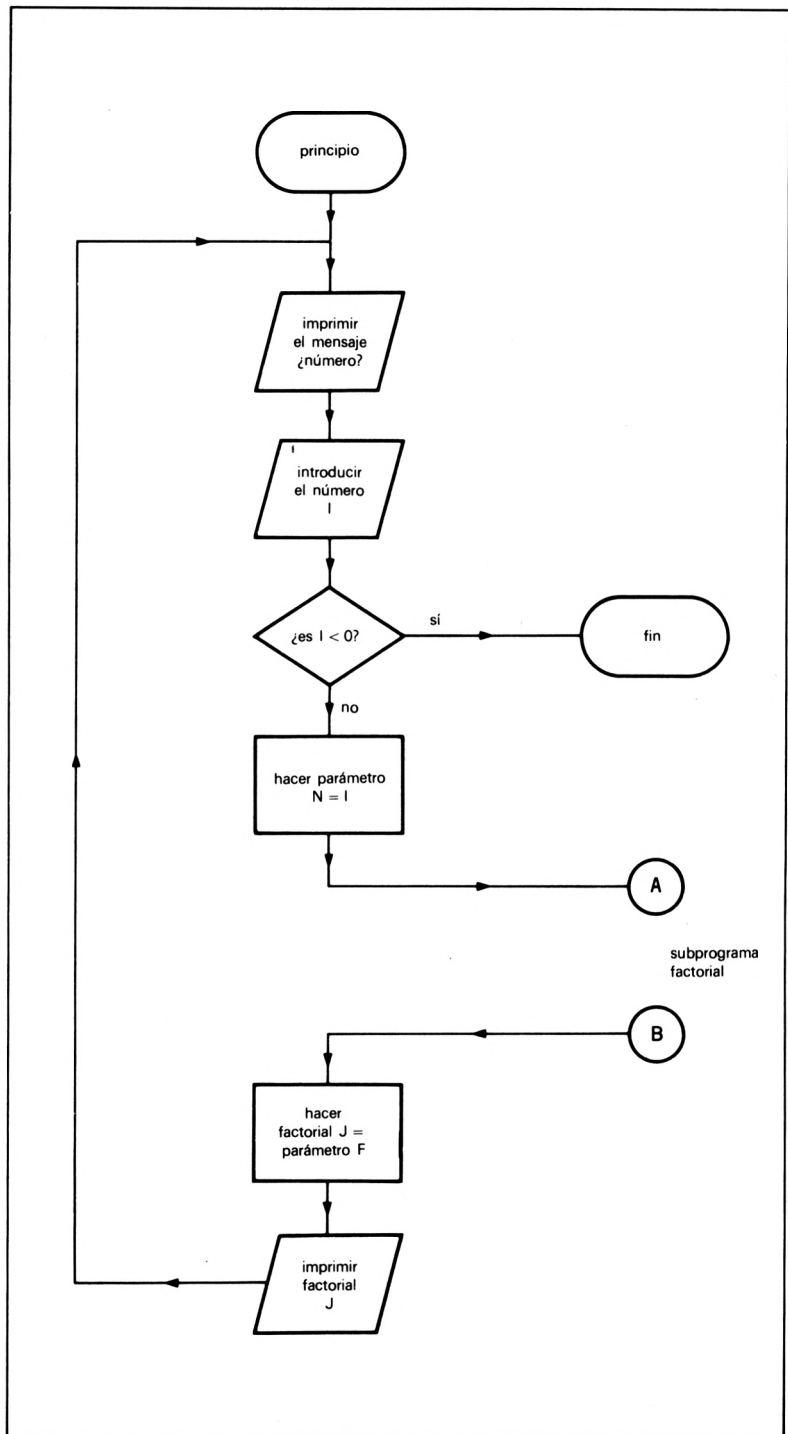 principio
imprimir
el mensaje
¿número?
introducir
el número
I
¿es I < 0?
sí
fin
no
hacer parámetro
N = I
A
subprograma
factorial
B
hacer
factorial J =
parámetro F
imprimir
factorial
J